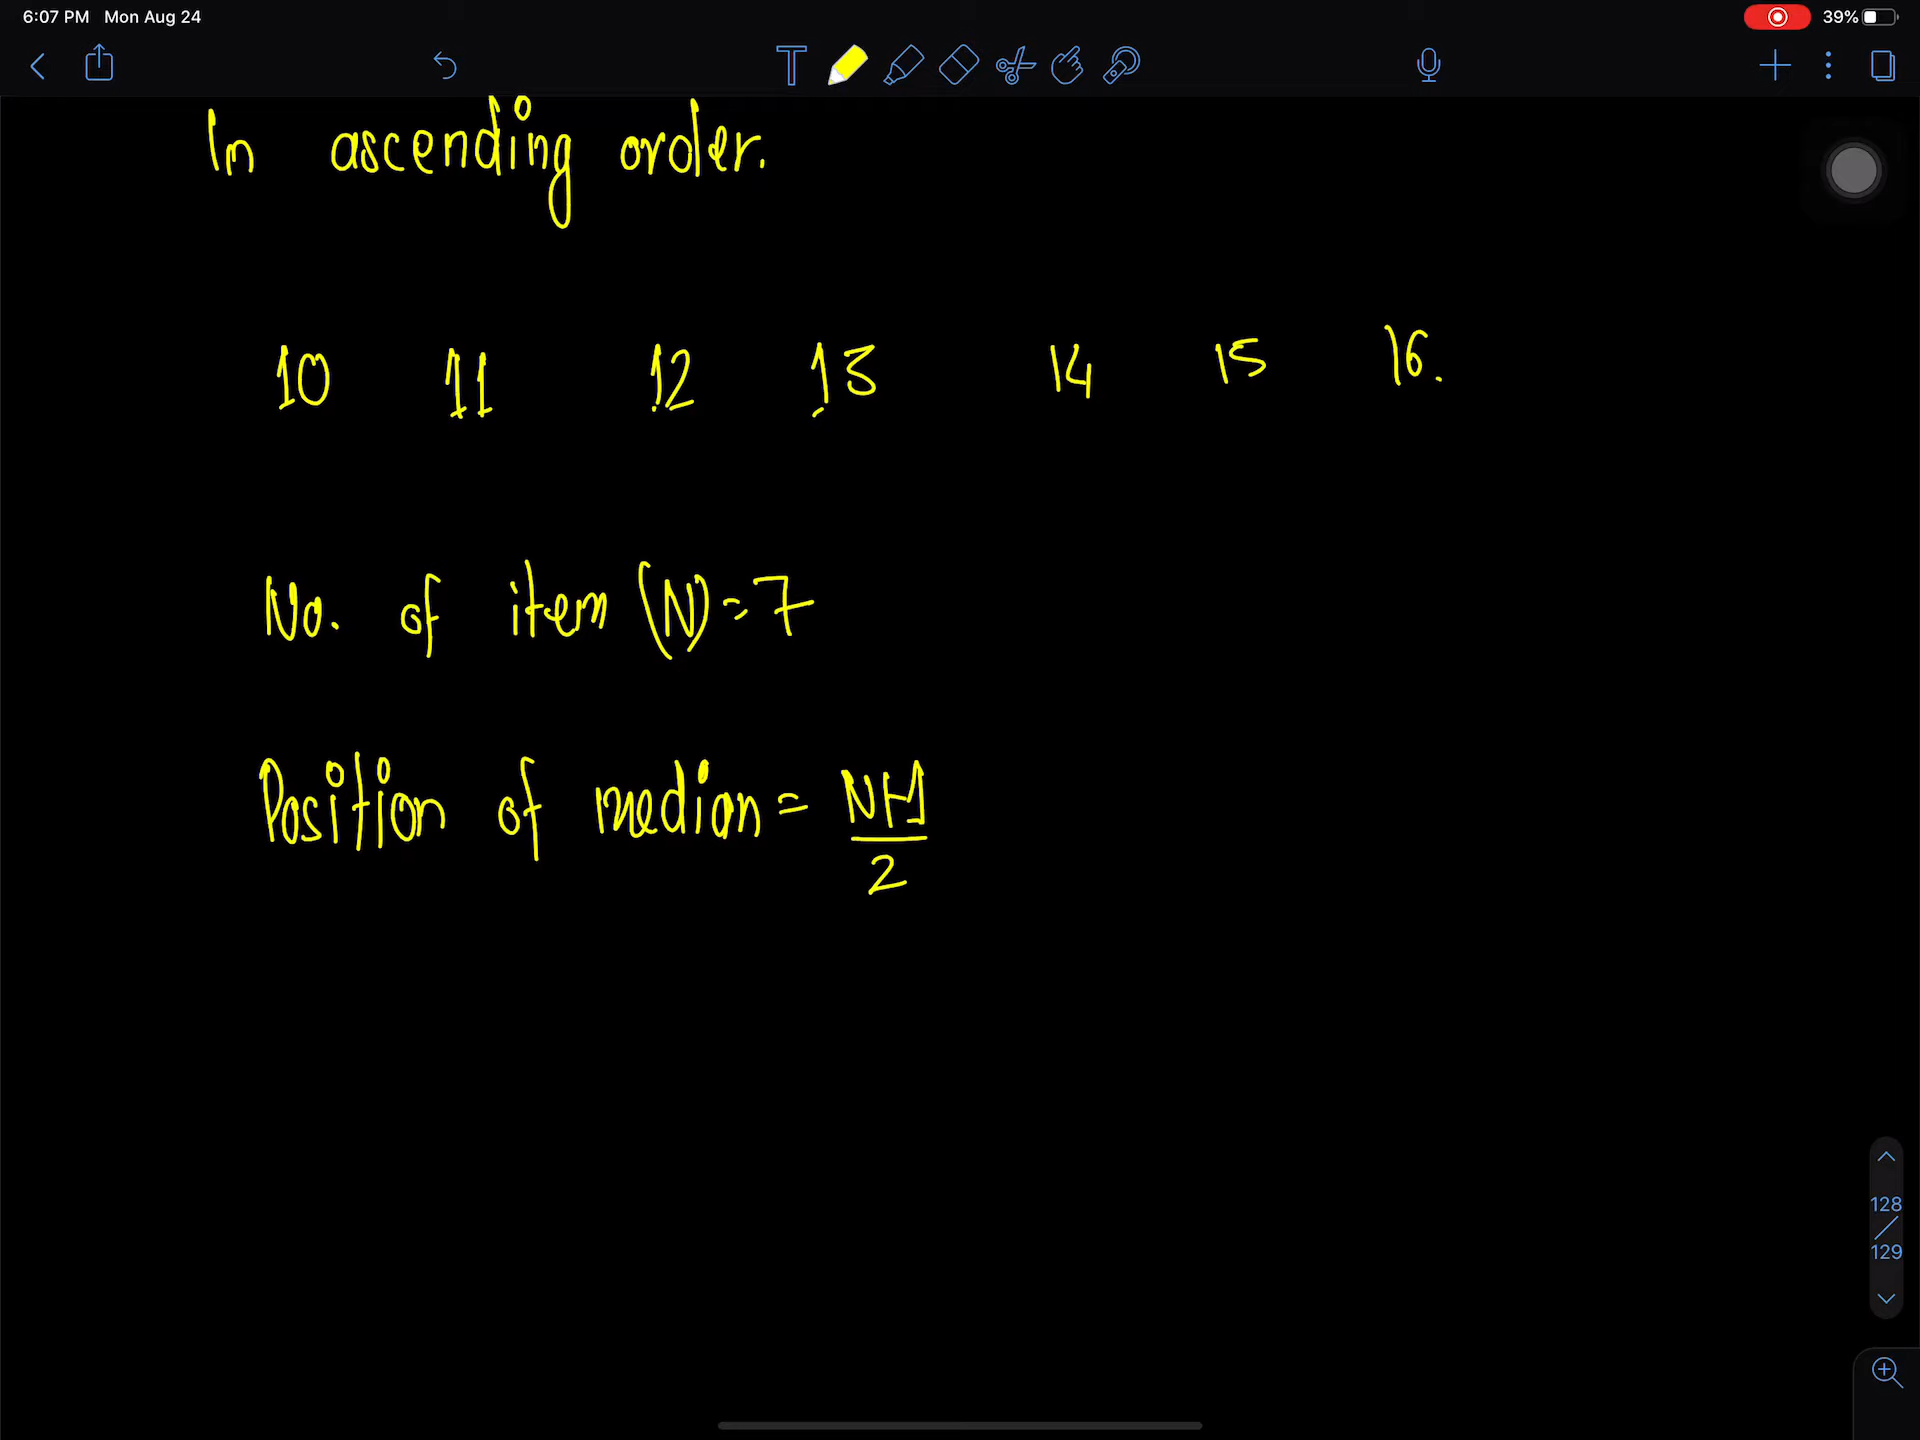 6:07 PM Mon Aug 24
39%
In ascending order.
10 11 12 13 14 15 16.
No. of item (N) = 7
Position of median = N+1
2
128
129